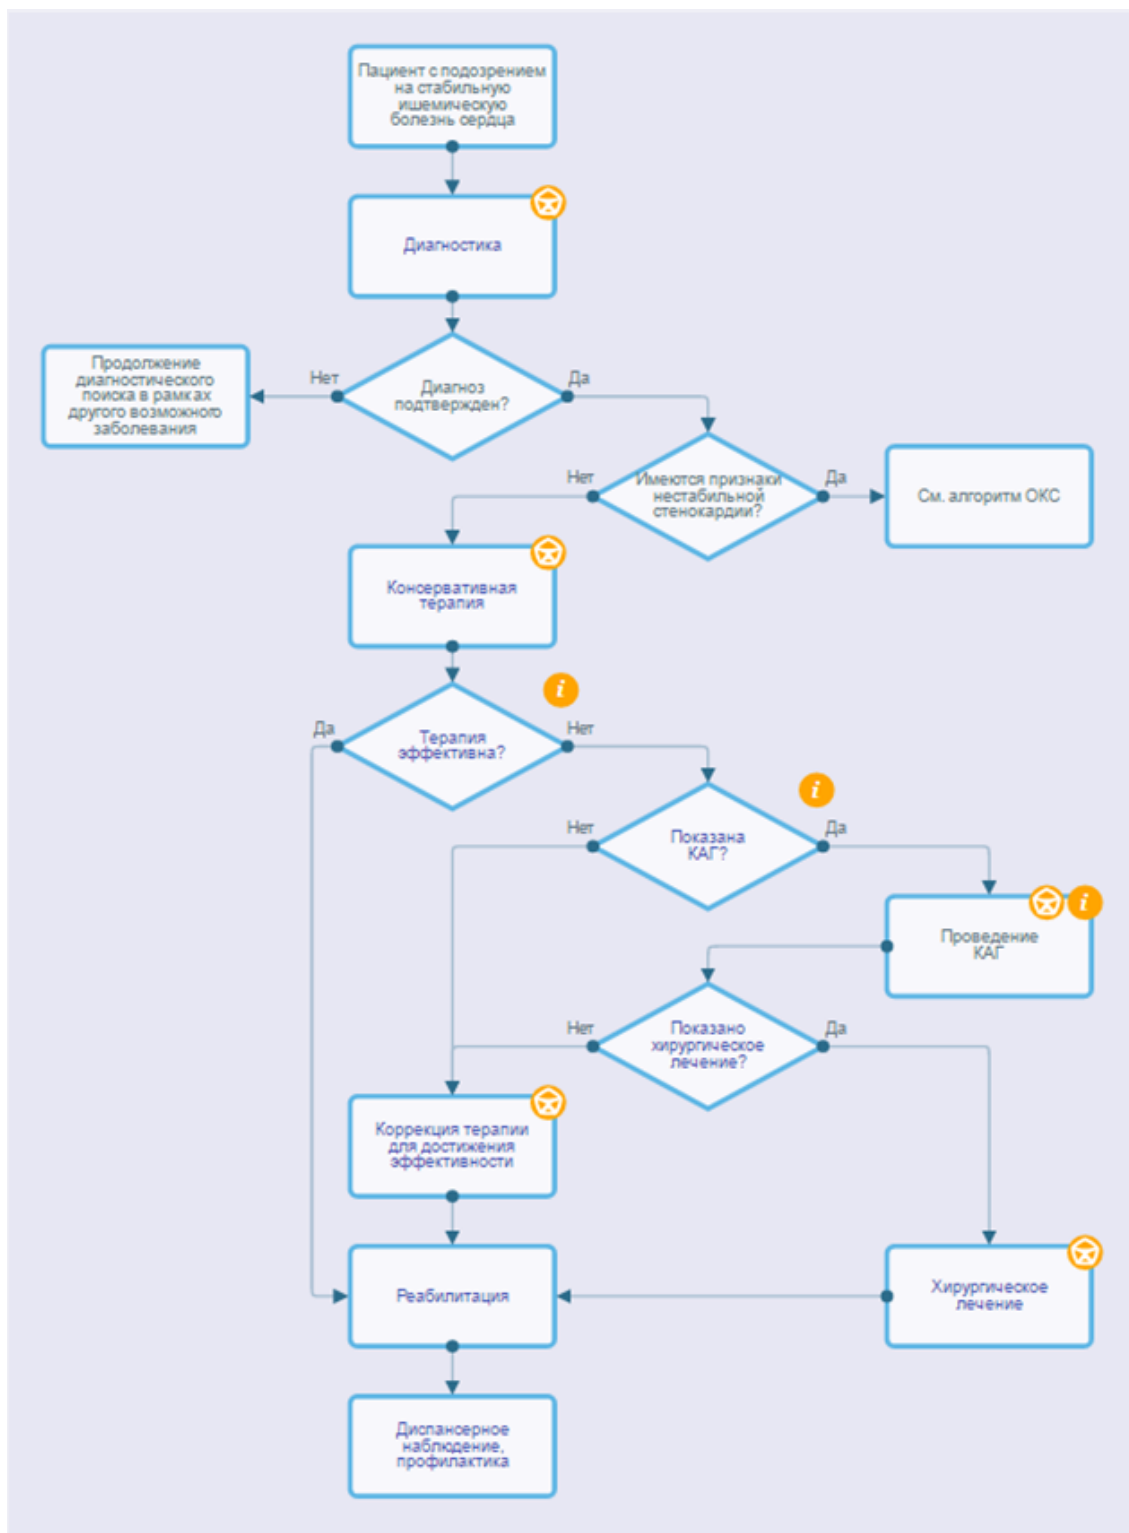 Пациент с подозрением
на стабильную
ишемическую
болезнь сердца
Диагностика
Продолжение
диагностического
поиска в рамках
другого возможного
заболевания
Нет
Диагноз
подтвержден?
Да
Нет
Имеются признаки
нестабильной
стенокардии?
Да
См. алгоритм ОКС
Консервативная
терапия
i
Да
Терапия
эффективна?
Нет
i
Нет
Показана
КАГ?
Да
i
Проведение
КАГ
Нет
Показано
хирургическое
лечение?
Да
Коррекция терапии
для достижения
эффективности
Реабилитация
Хирургическое
лечение
Диспансерное
наблюдение,
профилактика